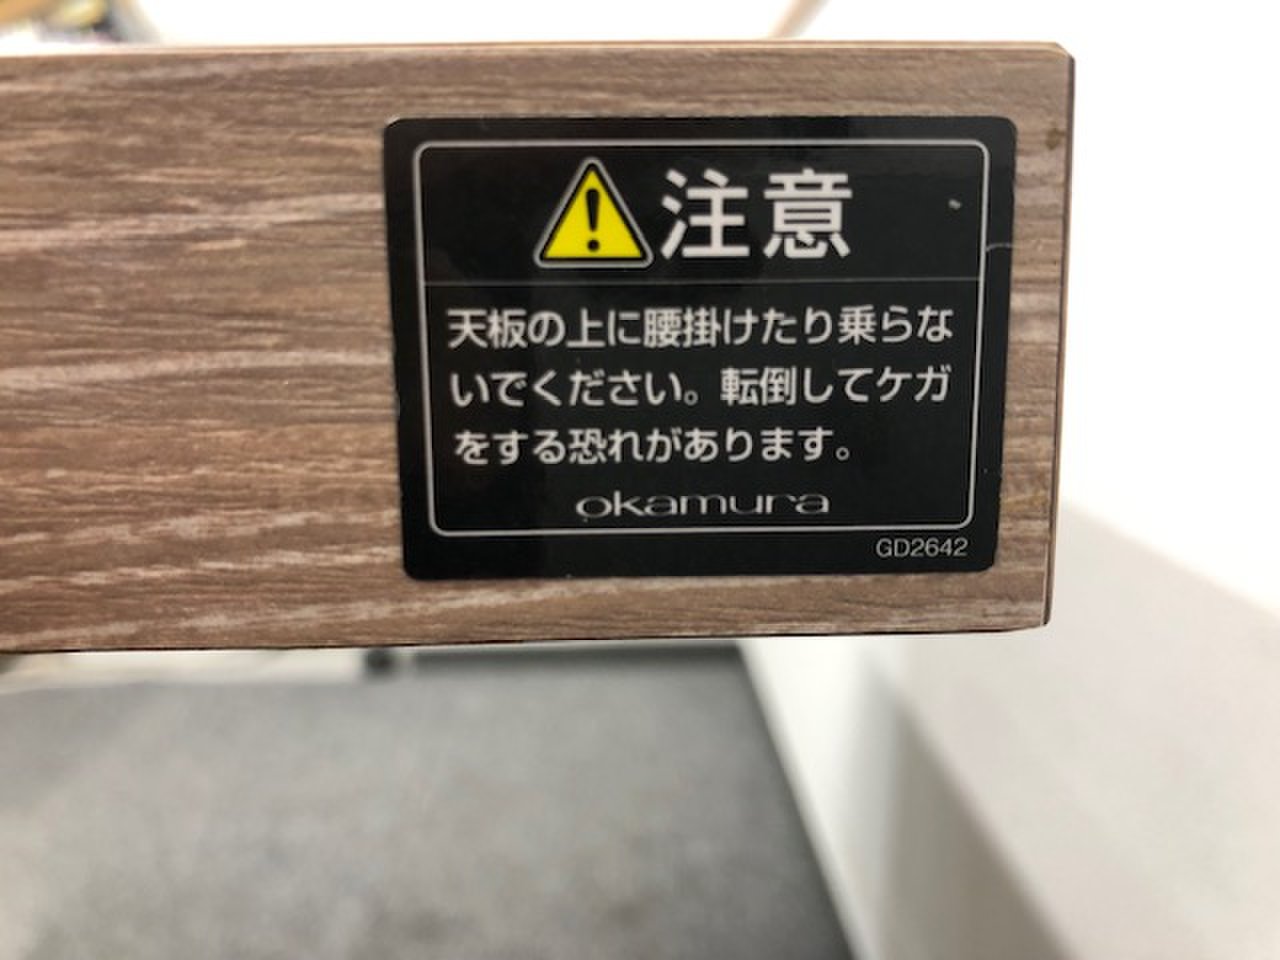 注意
天板の上に腰掛けたり乗らな
いでください。転倒してケガ
をする恐れがあります。
okamura
GD2642